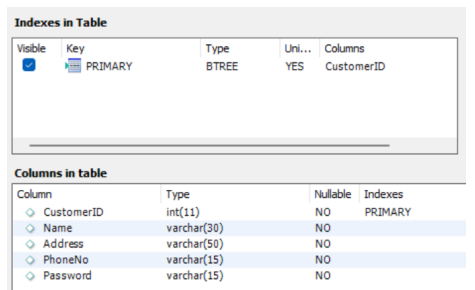 Indexes in Table
Visible Key Type Uni... Columns
PRIMARY BTREE YES CustomerID
Columns in table
Column Type Nullable Indexes
CustomerID int(11) NO PRIMARY
Name varchar(30) NO
Address varchar(50) NO
PhoneNo varchar(15) NO
Password varchar(15) NO